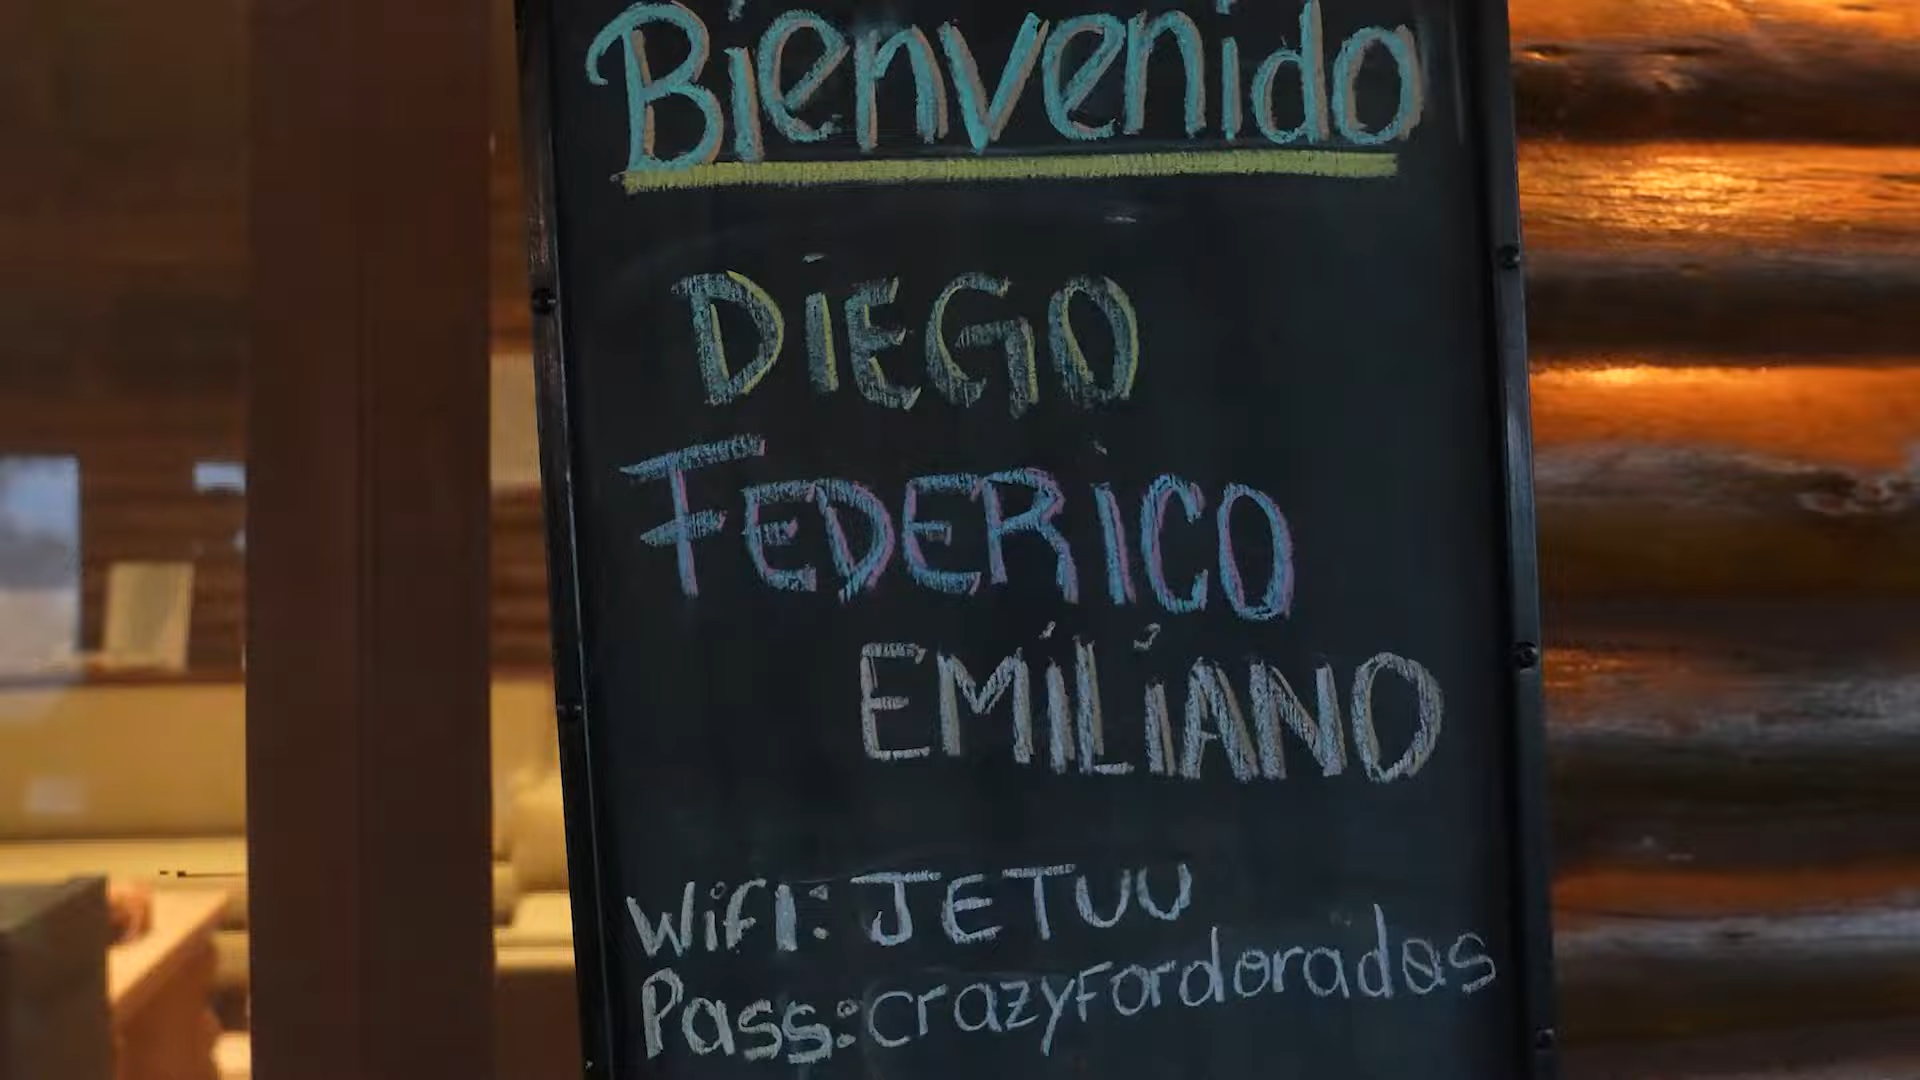 Bienvenido
DiEGO
FEDERiCO
EMiLiANO
WifI: JETUU
Pass:crazyFordorados